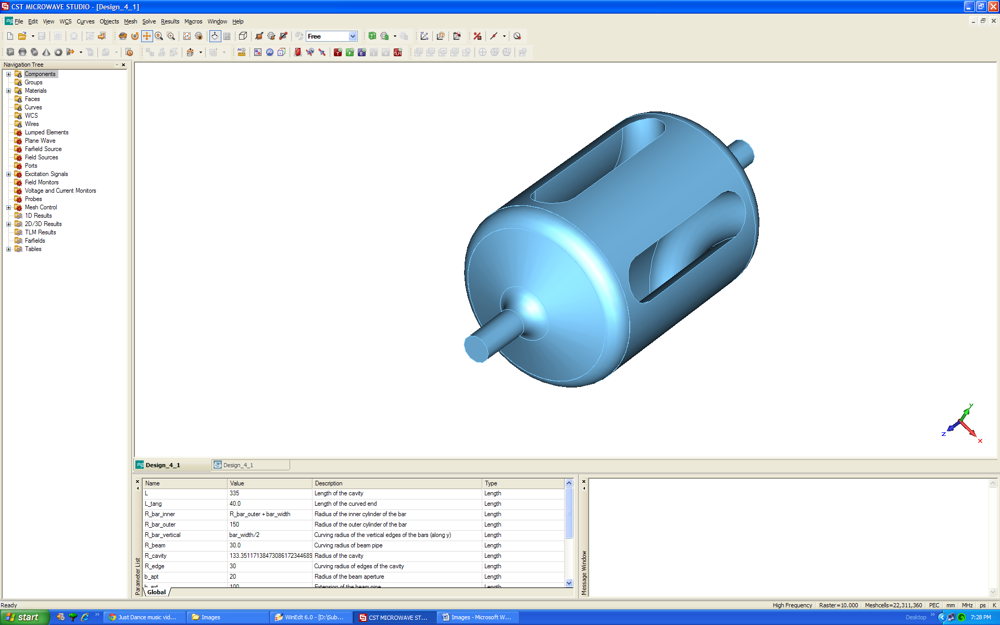 CST MICROWAVE STUDIO - [Design_4_1]
File Edit View WCS Curves Objects Mesh Solve Results Macros Window Help
Free
Navigation Tree
Components
Groups
Materials
Faces
Curves
WCS
Wires
Lumped Elements
Plane Wave
Farfield Source
Field Sources
Ports
Excitation Signals
Field Monitors
Voltage and Current Monitors
Probes
Mesh Control
1D Results
2D/3D Results
TLM Results
Farfields
Tables
y
z
x
Design_4_1 Design_4_1
Name Value Description Type
L 335 Length of the cavity Length
L_tang 40.0 Length of the curved end Length
R_bar_inner R_bar_outer + bar_width Radius of the inner cylinder of the bar Length
R_bar_outer 150 Radius of the outer cylinder of the bar Length
R_bar_vertical bar_width/2 Curving radius of the vertical edges of the bars (along y) Length
R_beam 30.0 Curving radius of beam pipe Length
R_cavity 133.35117138473086172344689 Radius of the cavity Length
R_edge 30 Curving radius of edges of the cavity Length
b_apt 20 Radius of the beam aperture Length
b_ext 100 Extension of the beam pipe Length
Global
Parameter List
Message Window
Ready
High Frequency Raster=10.000 Meshcells=22,311,360 PEC mm MHz ps K
start Just Dance music vid... Images WinEdt 6.0 - [D:\Sub... CST MICROWAVE ST... Images - Microsoft W... Desktop 7:28 PM